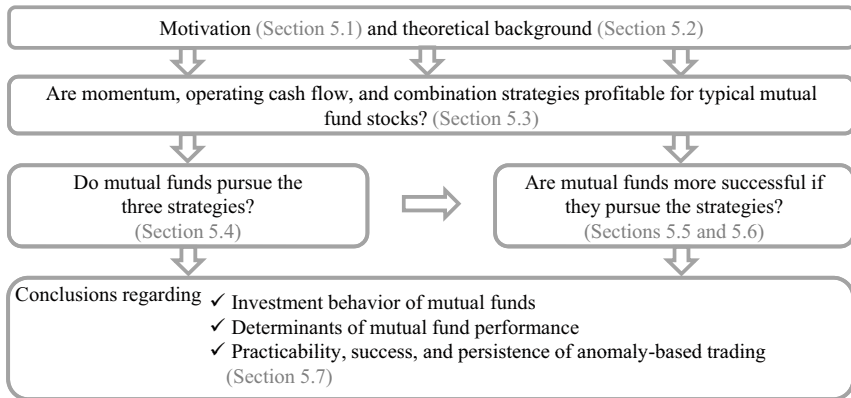 Motivation (Section 5.1) and theoretical background (Section 5.2)
Are momentum, operating cash flow, and combination strategies profitable for typical mutual
fund stocks? (Section 5.3)
Do mutual funds pursue the
three strategies?
(Section 5.4)
Are mutual funds more successful if
they pursue the strategies?
(Sections 5.5 and 5.6)
Conclusions regarding
✓ Investment behavior of mutual funds
✓ Determinants of mutual fund performance
✓ Practicability, success, and persistence of anomaly-based trading
(Section 5.7)